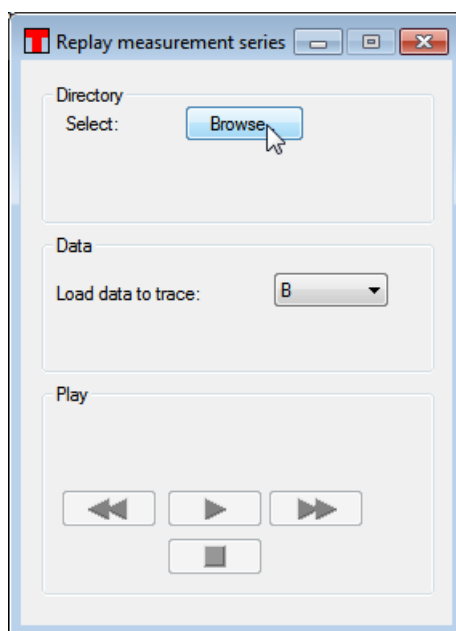 Replay measurement series
Directory
Select: Browse...
Data
Load data to trace: B
Play